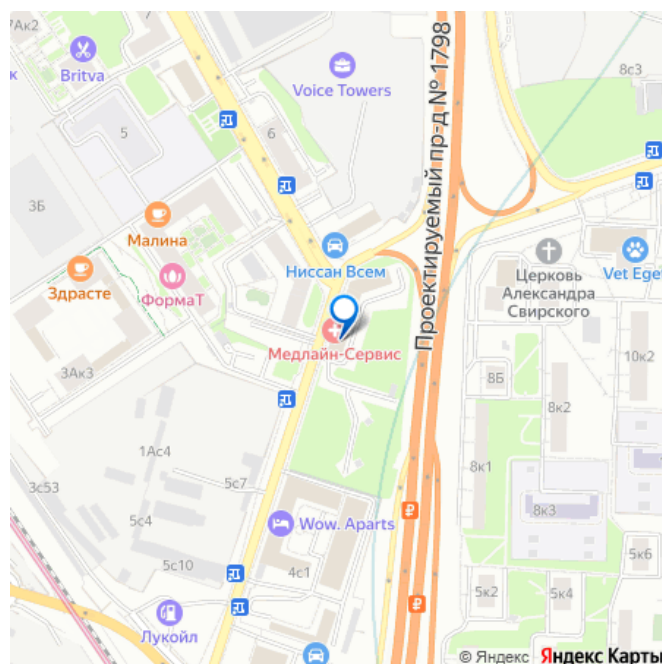 7Ак2
Britva
к
5
6
Voice Towers
Проектируемый пр-д № 1798
8с3
3Б
Малина
Здрасте
ФормаТ
Ниссан Всем
Церковь
Александра
Свирского
Vet Ege
Медлайн-Сервис
3Ак3
8Б
10к2
8к2
1Ас4
3с53
5с7
5с4
8к1
8к3
Wow. Aparts
5с10
4с1
5к6
5к2
5к4
Лукойл
© Яндекс Яндекс Карты